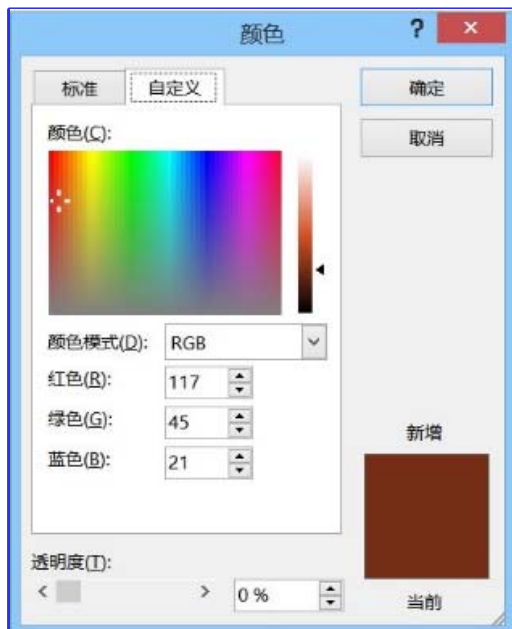 颜色
? ×
标准 自定义
确定
取消
颜色(C):
颜色模式(D): RGB
红色(R): 117
绿色(G): 45
蓝色(B): 21
新增
当前
透明度(T):
0 %